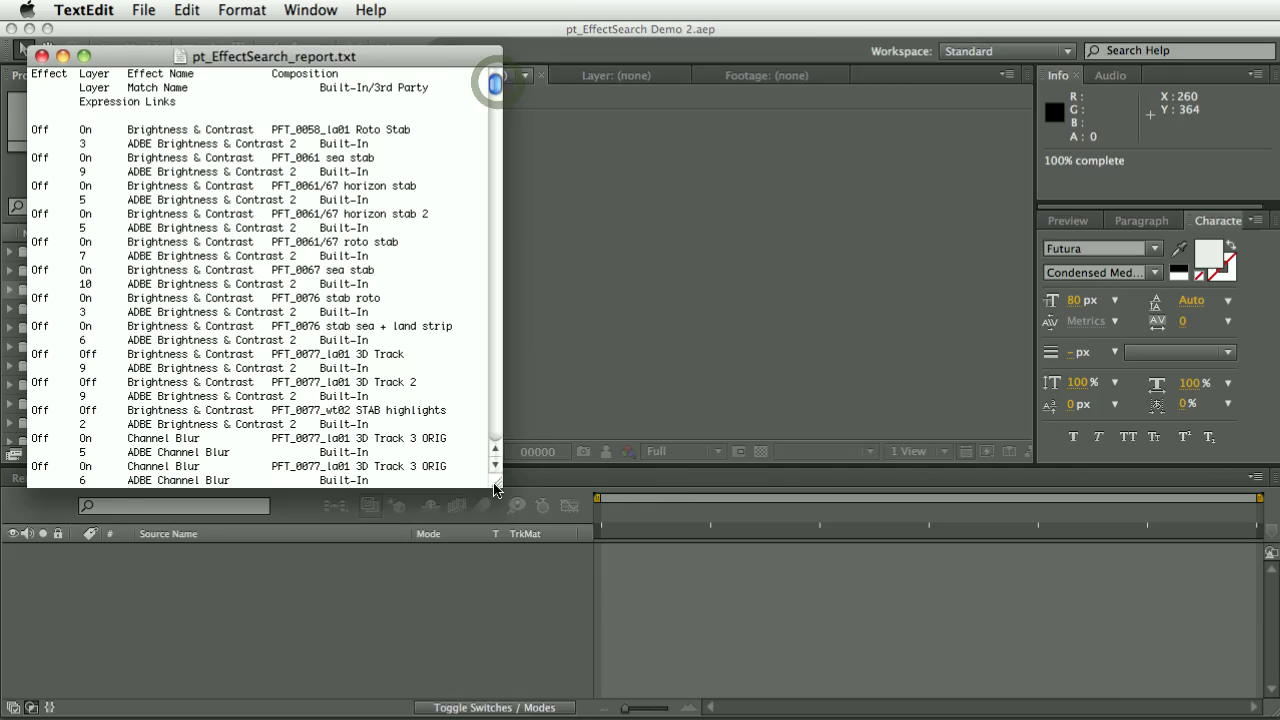 TextEdit File Edit Format Window Help
pt_EffectSearch Demo 2.aep
Workspace: Standard Search Help
pt_EffectSearch_report.txt
Effect Layer Effect Name Composition
Layer Match Name Built-In/3rd Party
Expression Links
Off On Brightness & Contrast PFT_0058_la01 Roto Stab
3 ADBE Brightness & Contrast 2 Built-In
Off On Brightness & Contrast PFT_0061 sea stab
9 ADBE Brightness & Contrast 2 Built-In
Off On Brightness & Contrast PFT_0061/67 horizon stab
5 ADBE Brightness & Contrast 2 Built-In
Off On Brightness & Contrast PFT_0061/67 horizon stab 2
5 ADBE Brightness & Contrast 2 Built-In
Off On Brightness & Contrast PFT_0061/67 roto stab
7 ADBE Brightness & Contrast 2 Built-In
Off On Brightness & Contrast PFT_0067 sea stab
10 ADBE Brightness & Contrast 2 Built-In
Off On Brightness & Contrast PFT_0076 stab roto
3 ADBE Brightness & Contrast 2 Built-In
Off On Brightness & Contrast PFT_0076 stab sea + land strip
6 ADBE Brightness & Contrast 2 Built-In
Off Off Brightness & Contrast PFT_0077_la01 3D Track
9 ADBE Brightness & Contrast 2 Built-In
Off Off Brightness & Contrast PFT_0077_la01 3D Track 2
9 ADBE Brightness & Contrast 2 Built-In
Off Off Brightness & Contrast PFT_0077_wt02 STAB highlights
2 ADBE Brightness & Contrast 2 Built-In
Off On Channel Blur PFT_0077_la01 3D Track 3 ORIG
5 ADBE Channel Blur Built-In
Off On Channel Blur PFT_0077_la01 3D Track 3 ORIG
6 ADBE Channel Blur Built-In
Layer: (none) Footage: (none)
Info Audio
R: X: 260
G: Y: 364
B:
A: 0
100% complete
Preview Paragraph Characte
Futura
Condensed Med...
80 px Auto
Metrics 0
- px
100 % 100 %
0 px 0 %
T T TT Tт T¹ T₁
00000 Full 1 View
# Source Name Mode T TrkMat
Toggle Switches / Modes